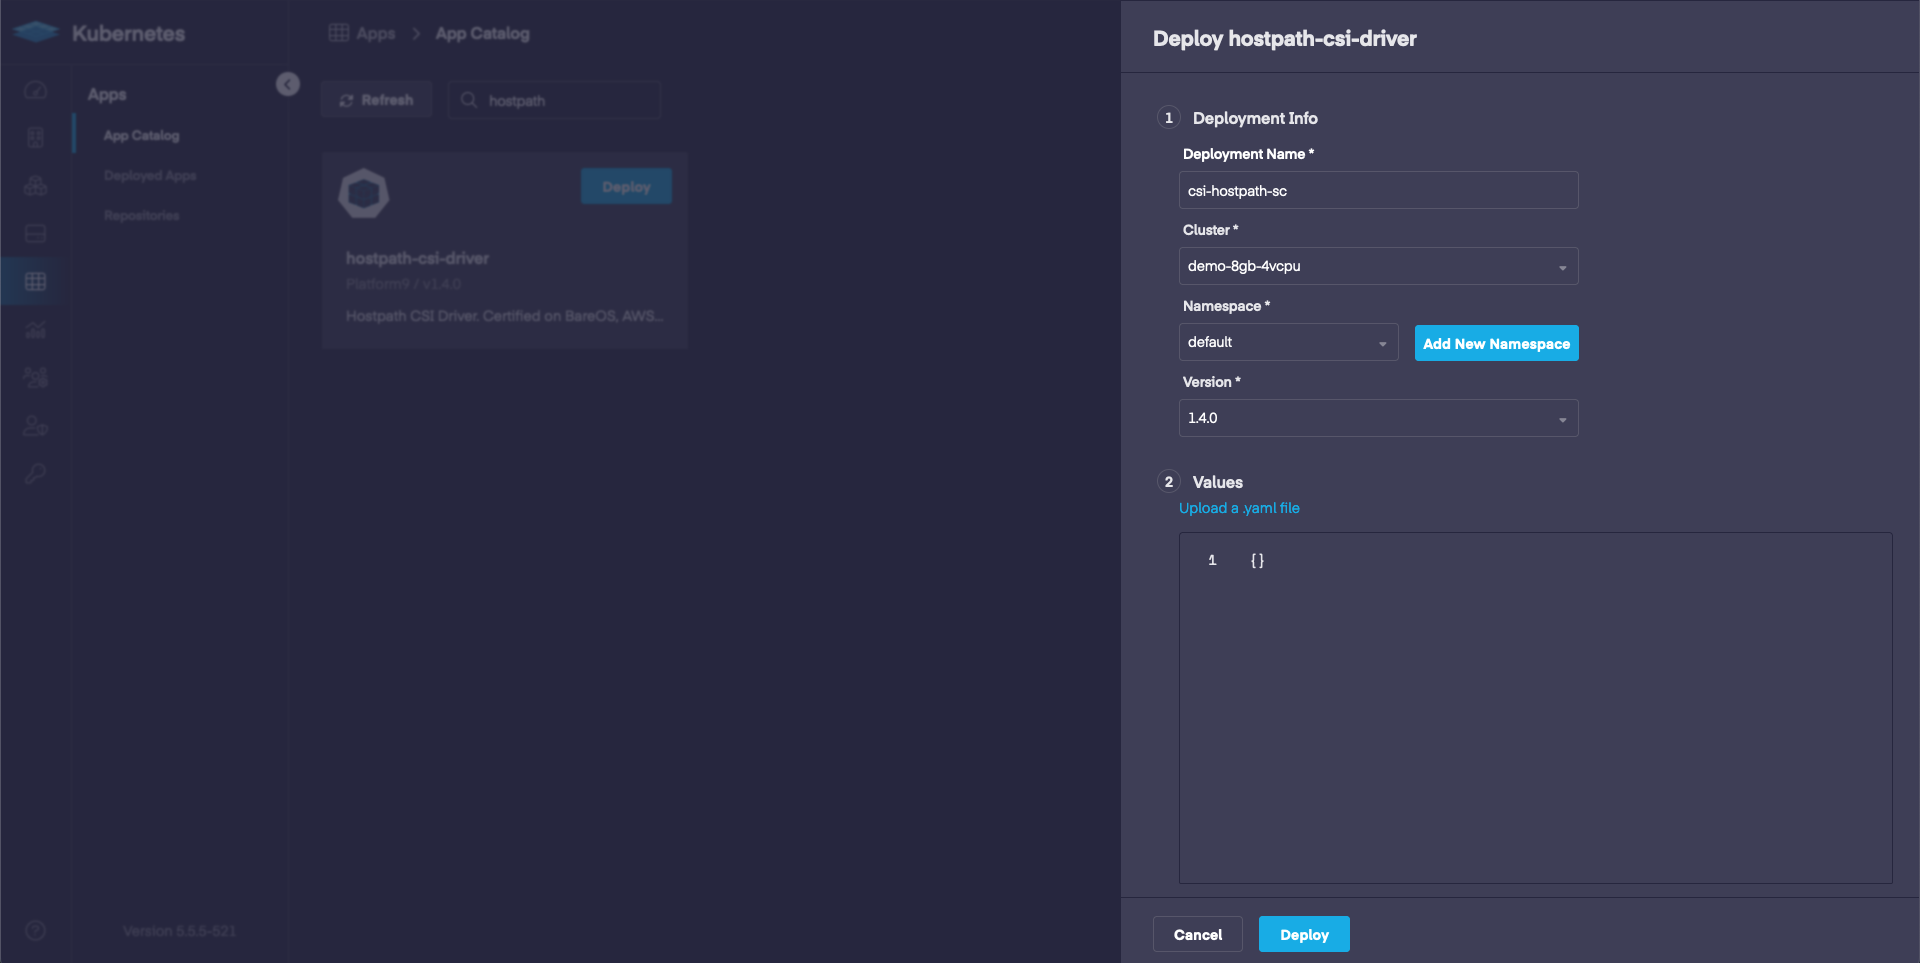 Kubernetes
Apps
App Catalog
Deployed Apps
Repositories
Version 5.5.5-521
Apps > App Catalog
Refresh
hostpath
Deploy
hostpath-csi-driver
Platform9 / v1.4.0
Hostpath CSI Driver. Certified on BareOS, AWS...
Deploy hostpath-csi-driver
1 Deployment Info
Deployment Name *
csi-hostpath-sc
Cluster *
demo-8gb-4vcpu
Namespace *
default
Add New Namespace
Version *
1.4.0
2 Values
Upload a .yaml file
1 {}
Cancel
Deploy